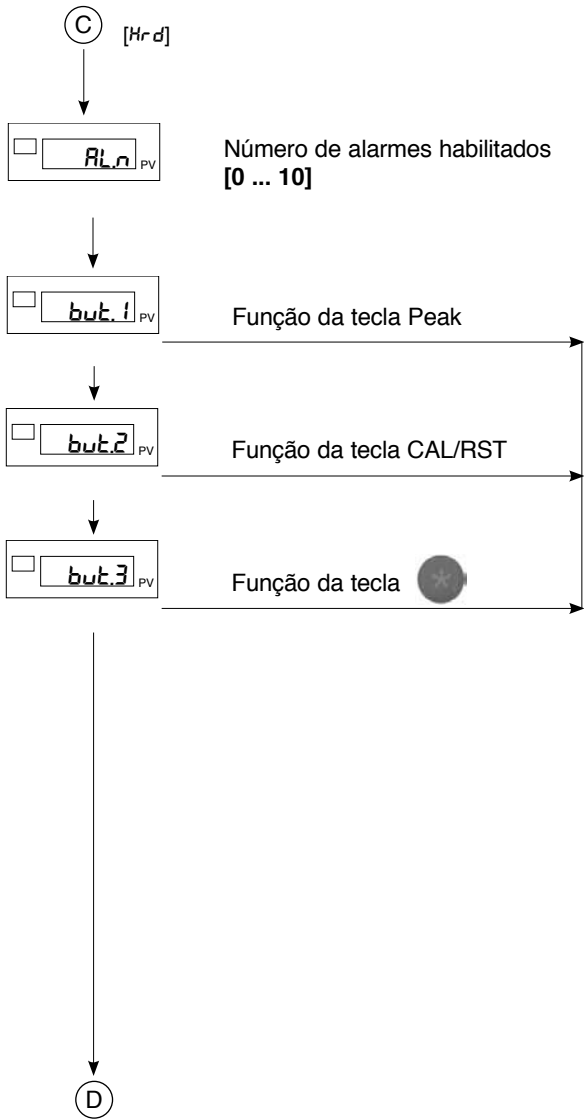 C [Hrd]
AL.n PV
Número de alarmes habilitados
[0 ... 10]
but.1 PV
Função da tecla Peak
but.2 PV
Função da tecla CAL/RST
but.3 PV
Função da tecla *
D